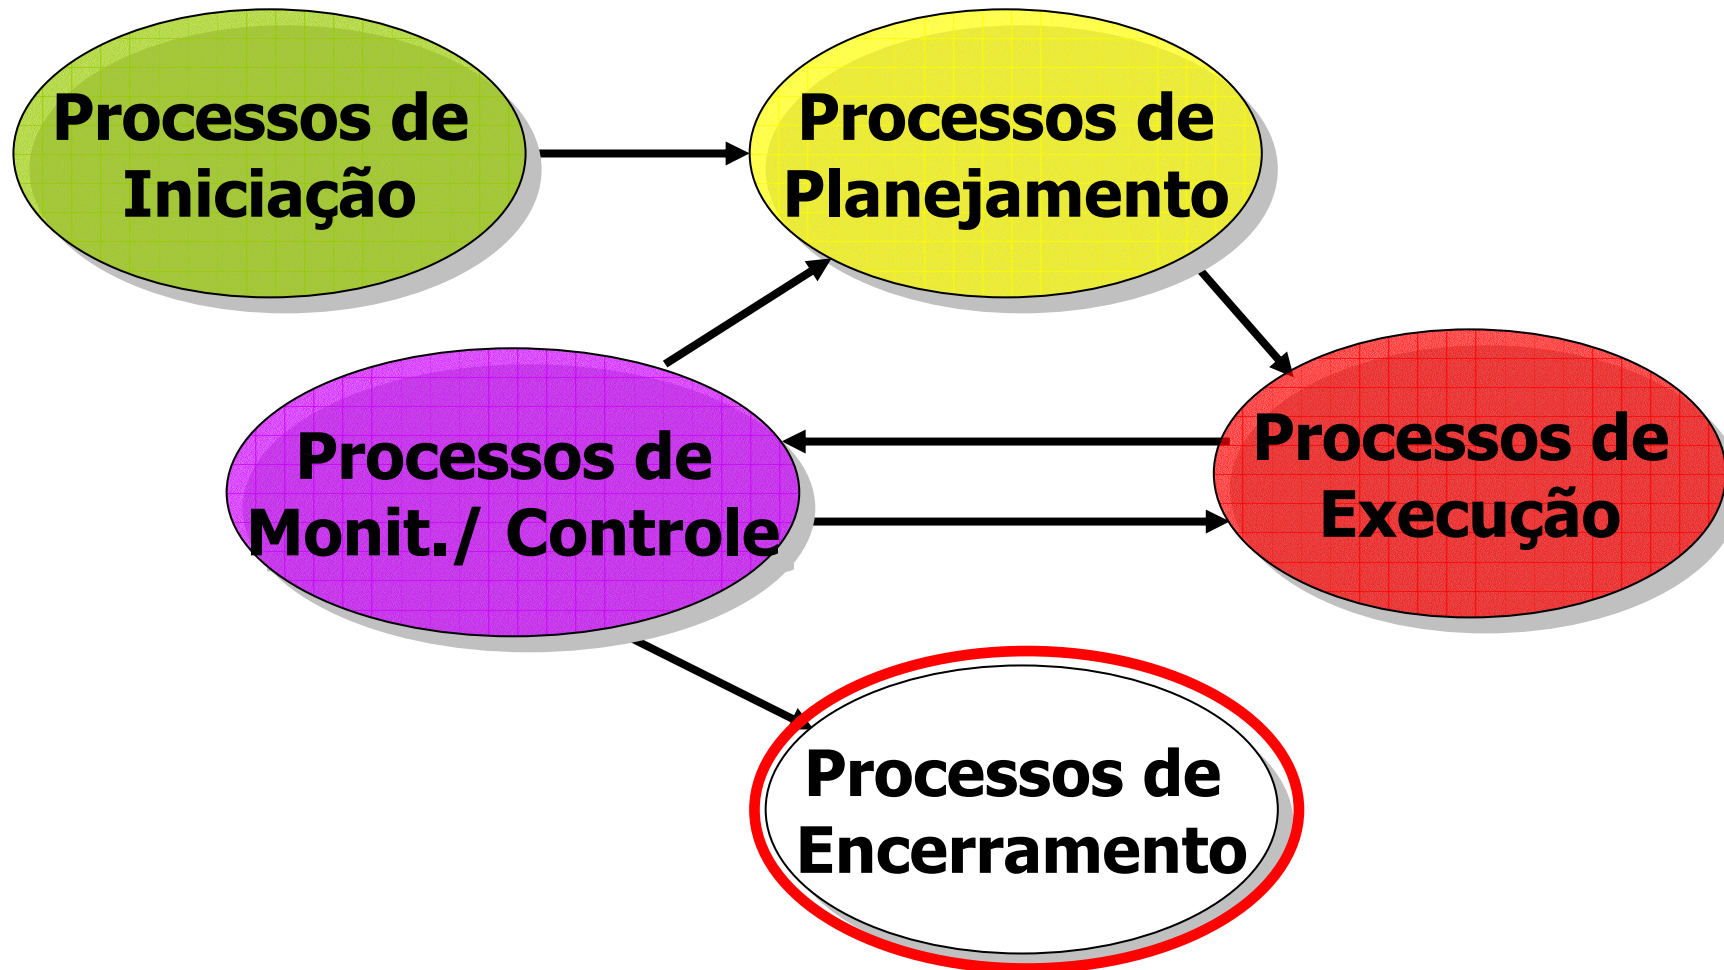 Processos de
Iniciação
Processos de
Planejamento
Processos de
Monit./ Controle
Processos de
Execução
Processos de
Encerramento